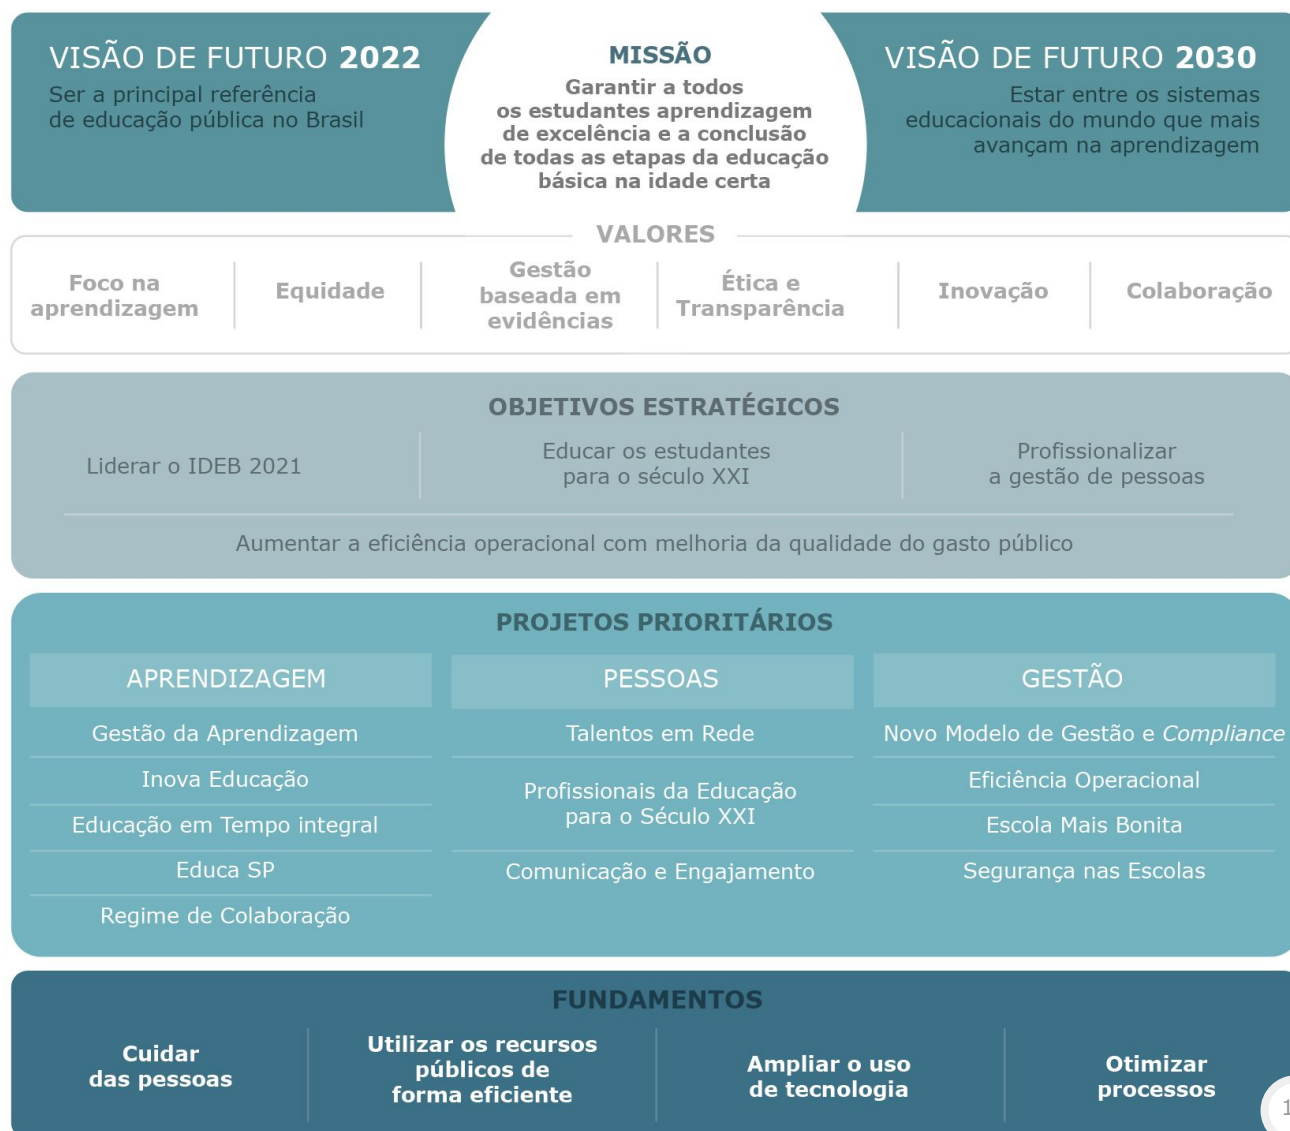 VISÃO DE FUTURO 2022
Ser a principal referência
de educação pública no Brasil
MISSÃO
Garantir a todos
os estudantes aprendizagem
de excelência e a conclusão
de todas as etapas da educação
básica na idade certa
VISÃO DE FUTURO 2030
Estar entre os sistemas
educacionais do mundo que mais
avançam na aprendizagem
VALORES
Foco na
aprendizagem
Equidade
Gestão
baseada em
evidências
Ética e
Transparência
Inovação
Colaboração
OBJETIVOS ESTRATÉGICOS
Liderar o IDEB 2021
Educar os estudantes
para o século XXI
Profissionalizar
a gestão de pessoas
Aumentar a eficiência operacional com melhoria da qualidade do gasto público
PROJETOS PRIORITÁRIOS
APRENDIZAGEM
Gestão da Aprendizagem
Inova Educação
Educação em Tempo integral
Educa SP
Regime de Colaboração
PESSOAS
Talentos em Rede
Profissionais da Educação
para o Século XXI
Comunicação e Engajamento
GESTÃO
Novo Modelo de Gestão e Compliance
Eficiência Operacional
Escola Mais Bonita
Segurança nas Escolas
FUNDAMENTOS
Cuidar
das pessoas
Utilizar os recursos
públicos de
forma eficiente
Ampliar o uso
de tecnologia
Otimizar
processos